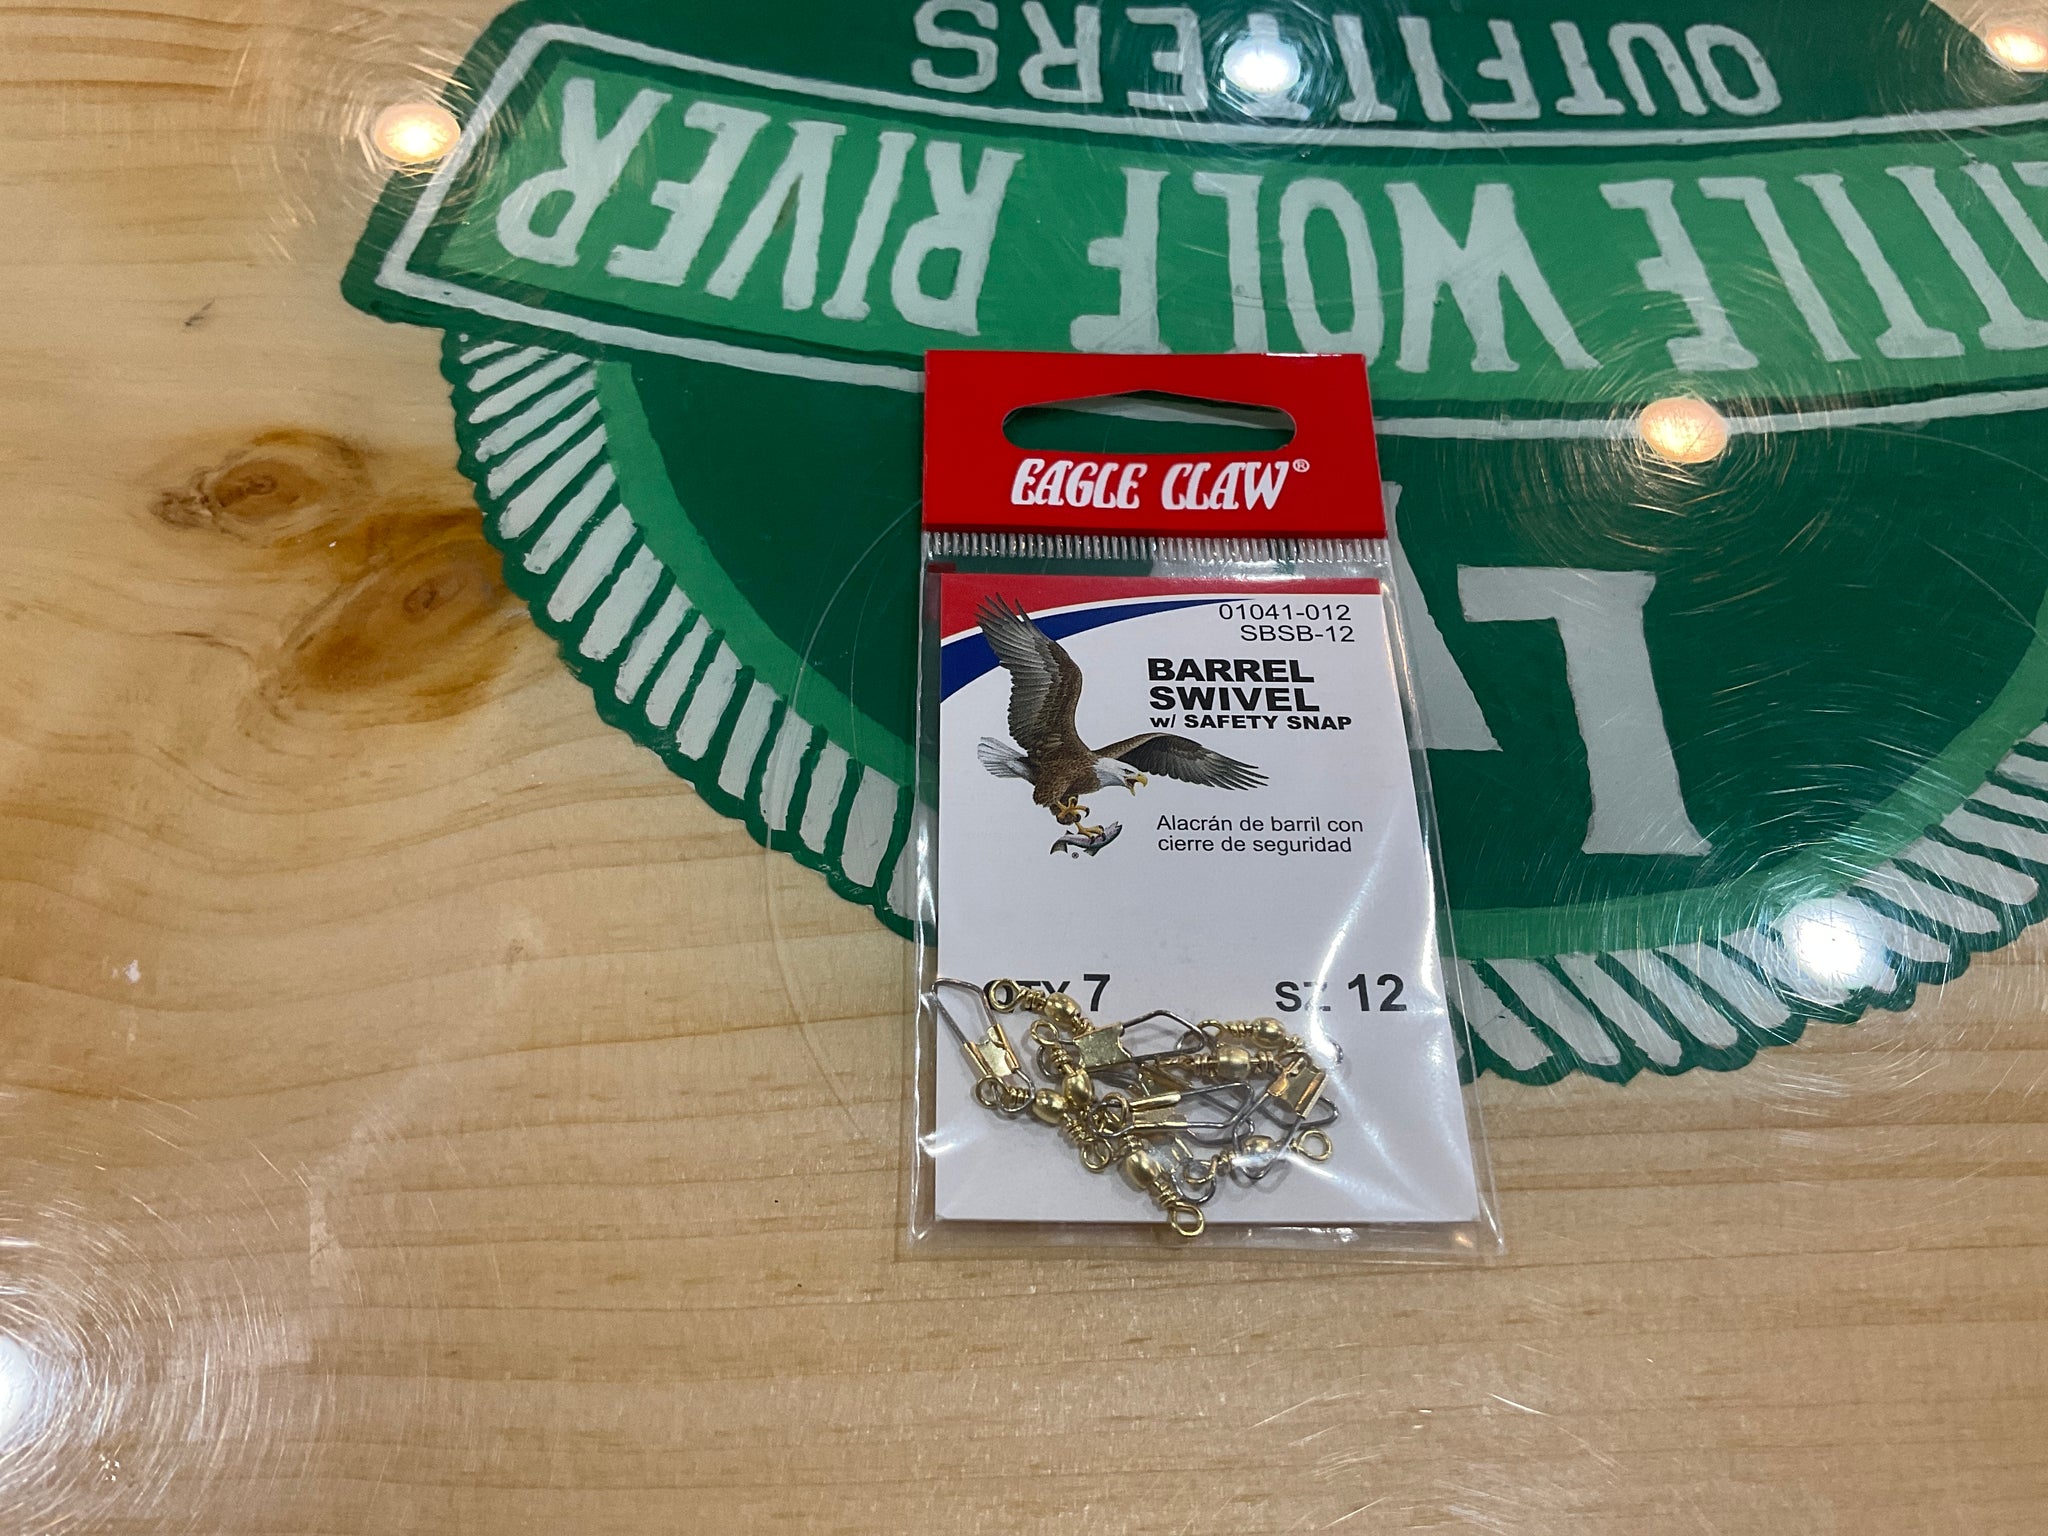 OUTFITTERS
LITTLE WOLF RIVER
EAGLE CLAW®
01041-012
SBSB-12
BARREL
SWIVEL
w/ SAFETY SNAP
Alacrán de barril con
cierre de seguridad
®
QTY 7 SZ 12